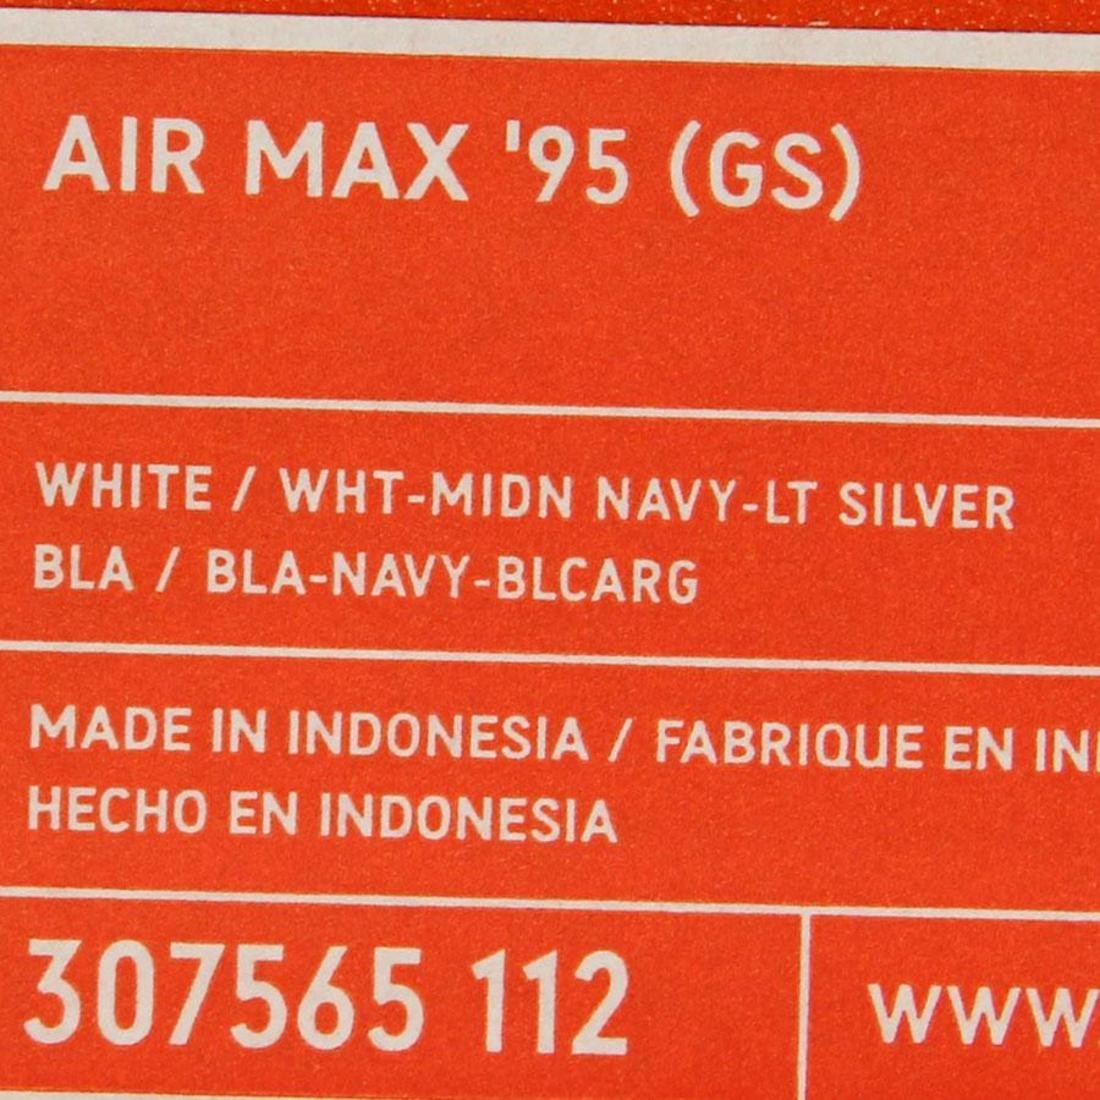 AIR MAX '95 (GS)
WHITE / WHT-MIDN NAVY-LT SILVER
BLA / BLA-NAVY-BLCARG
MADE IN INDONESIA / FABRIQUE EN
HECHO EN INDONESIA
307565 112
WWW.